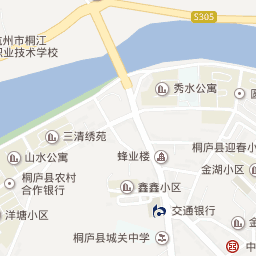 S305
杭州市桐江
职业技术学校
秀水公寓
三清绣苑
桐庐县迎春小
山水公寓
蜂业楼
金湖小区
桐庐县农村
合作银行
鑫鑫小区
洋塘小区
交通银行
桐庐县城关中学
中